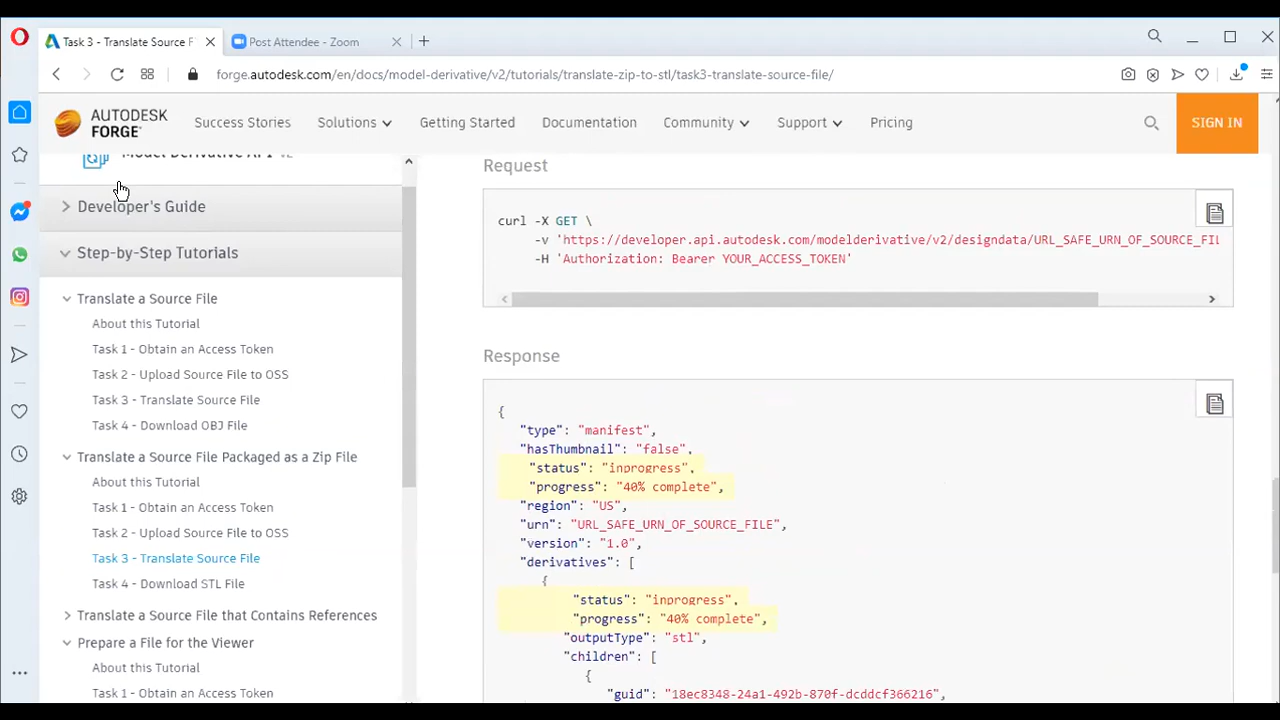 Task 3 - Translate Source F
Post Attendee - Zoom
forge.autodesk.com/en/docs/model-derivative/v2/tutorials/translate-zip-to-stl/task3-translate-source-file/
AUTODESK
FORGE
Success Stories
Solutions
Getting Started
Documentation
Community
Support
Pricing
SIGN IN
Model Derivative API v2
Developer's Guide
Step-by-Step Tutorials
Translate a Source File
About this Tutorial
Task 1 - Obtain an Access Token
Task 2 - Upload Source File to OSS
Task 3 - Translate Source File
Task 4 - Download OBJ File
Translate a Source File Packaged as a Zip File
About this Tutorial
Task 1 - Obtain an Access Token
Task 2 - Upload Source File to OSS
Task 3 - Translate Source File
Task 4 - Download STL File
Translate a Source File that Contains References
Prepare a File for the Viewer
About this Tutorial
Task 1 - Obtain an Access Token
Request
curl -X GET \
-v 'https://developer.api.autodesk.com/modelderivative/v2/designdata/URL_SAFE_URN_OF_SOURCE_FIL
-H 'Authorization: Bearer YOUR_ACCESS_TOKEN'
Response
{
"type": "manifest",
"hasThumbnail": "false",
"status": "inprogress",
"progress": "40% complete",
"region": "US",
"urn": "URL_SAFE_URN_OF_SOURCE_FILE",
"version": "1.0",
"derivatives": [
{
"status": "inprogress",
"progress": "40% complete",
"outputType": "stl",
"children": [
{
"guid": "18ec8348-24a1-492b-870f-dcddcf366216",